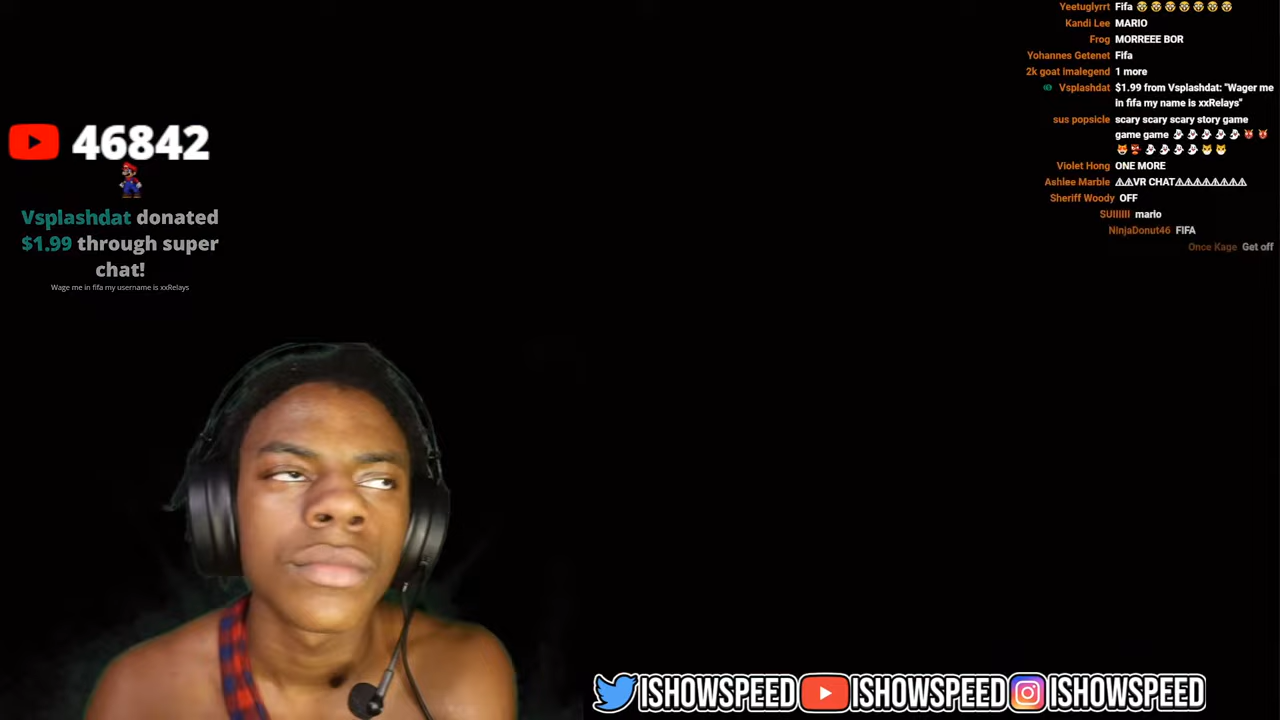 46842
Vsplashdat donated
$1.99 through super
chat!
Wage me in fifa my username is xxRelays
Yeetuglyrrt Fifa
Kandi Lee MARIO
Frog MORREEE BOR
Yohannes Getenet Fifa
2k goat imalegend 1 more
Vsplashdat $1.99 from Vsplashdat: "Wager me
in fifa my name is xxRelays"
sus popsicle scary scary scary story game
game game
Violet Hong ONE MORE
Ashlee Marble VR CHAT
Sheriff Woody OFF
SUIIIIII mario
NinjaDonut46 FIFA
Once Kage Get off
ISHOWSPEED ISHOWSPEED ISHOWSPEED